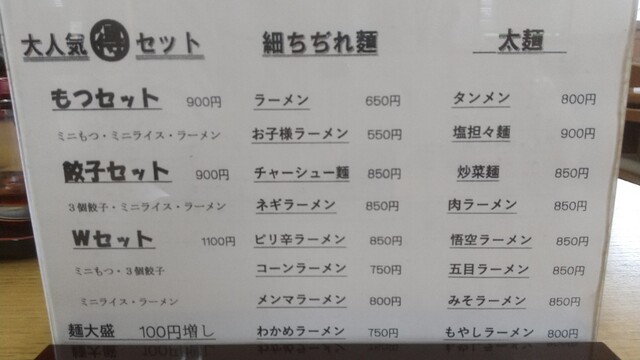 大人気 得 セット
もつセット 900円
ミニもつ・ミニライス・ラーメン
餃子セット 900円
3個餃子・ミニライス・ラーメン
Wセット 1100円
ミニもつ・3個餃子
ミニライス・ラーメン
麺大盛 100円増し
細ちぢれ麺
ラーメン 650円
お子様ラーメン 550円
チャーシュー麺 850円
ネギラーメン 850円
ピリ辛ラーメン 850円
コーンラーメン 750円
メンマラーメン 800円
わかめラーメン 750円
太麺
タンメン 800円
塩担々麺 900円
炒菜麺 850円
肉ラーメン 850円
悟空ラーメン 850円
五目ラーメン 850円
みそラーメン 850円
もやしラーメン 800円